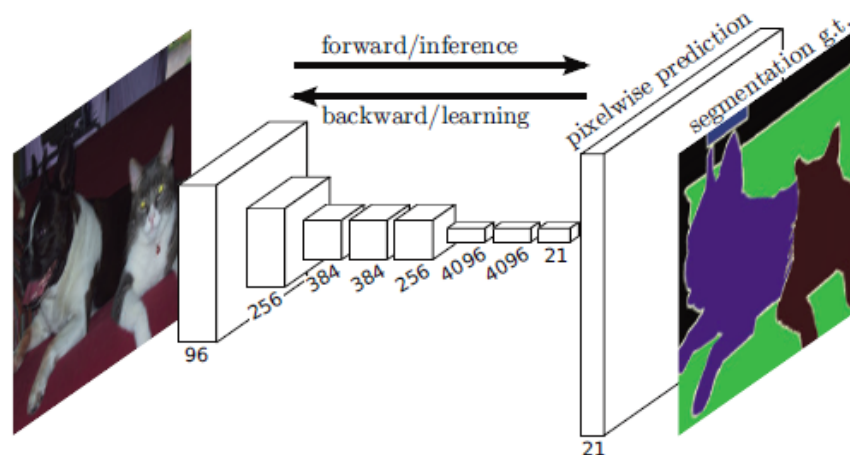 forward/inference
backward/learning
pixelwise prediction
segmentation g.t.
96
256
384
384
256
4096
4096
21
21